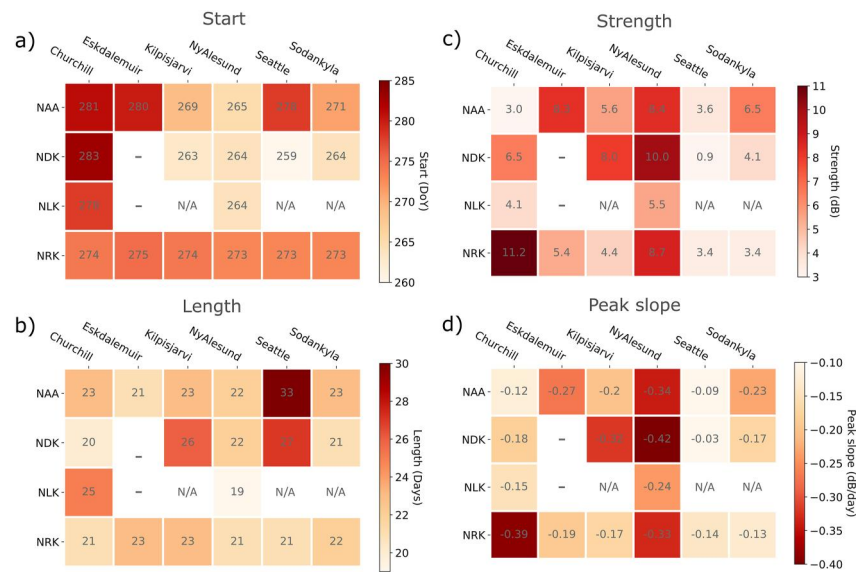 Start
a)
Churchill
Eskdalemuir
Kilpisjarvi
NyAlesund
Seattle
Sodankyla
NAA 281 280 269 265 271
NDK 283 – 263 264 259 264
NLK – N/A 264 N/A N/A
NRK 274 275 274 273 273 273
285
280
275
270
265
260
Start (DoY)
Strength
c)
Churchill
Eskdalemuir
Kilpisjarvi
NyAlesund
Seattle
Sodankyla
NAA 3.0 5.6 3.6 6.5
NDK 6.5 – 10.0 0.9 4.1
NLK 4.1 – N/A 5.5 N/A N/A
NRK 11.2 5.4 4.4 8.7 3.4 3.4
11
10
9
8
7
6
5
4
3
Strength (dB)
Length
b)
Churchill
Eskdalemuir
Kilpisjarvi
NyAlesund
Seattle
Sodankyla
NAA 23 21 23 22 33 23
NDK 20 – 26 22 21
NLK 25 – N/A 19 N/A N/A
NRK 21 23 23 21 21 22
30
28
26
24
22
20
Length (Days)
Peak slope
d)
Churchill
Eskdalemuir
Kilpisjarvi
NyAlesund
Seattle
Sodankyla
NAA -0.12 -0.27 -0.2 -0.34 -0.09 -0.23
NDK -0.18 – -0.42 -0.03 -0.17
NLK -0.15 – N/A -0.24 N/A N/A
NRK -0.39 -0.19 -0.17 -0.33 -0.14 -0.13
−0.10
−0.15
−0.20
−0.25
−0.30
−0.35
−0.40
Peak slope (dB/day)